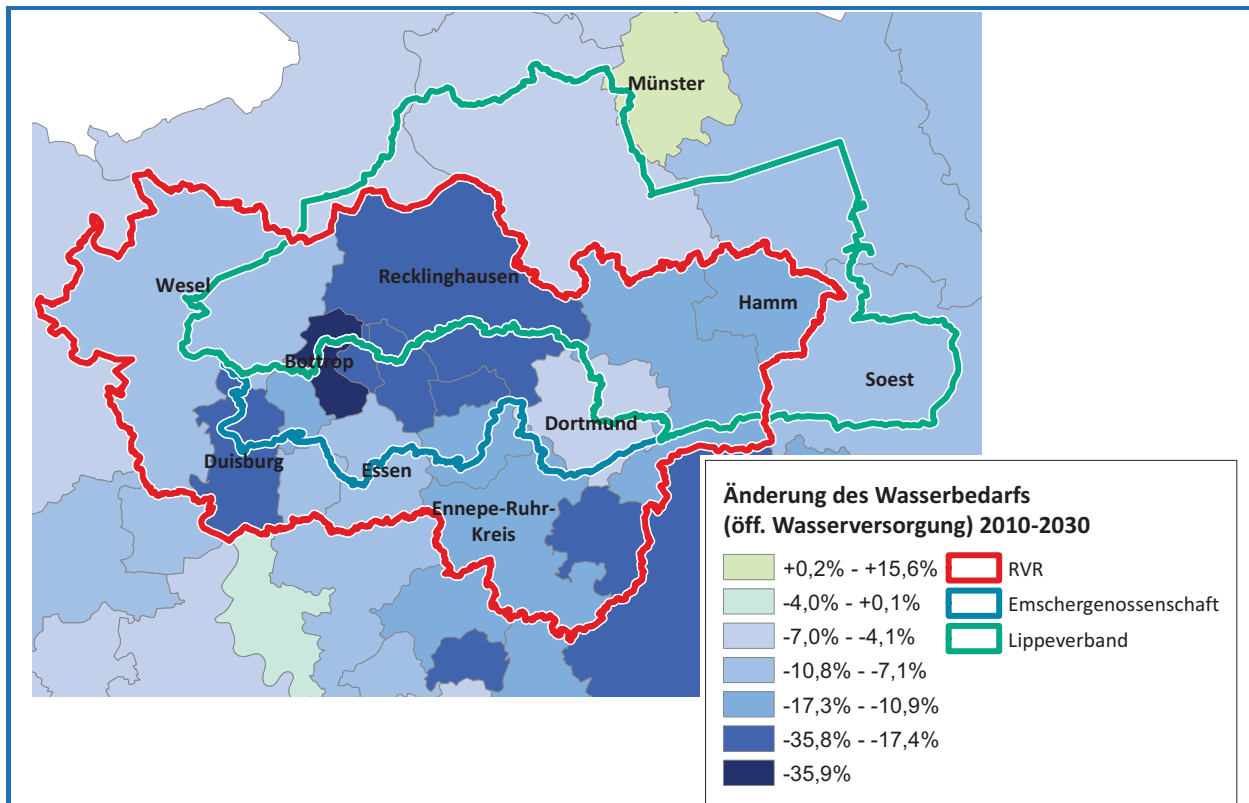 Münster
Recklinghausen
Wesel
Hamm
Bottrop
Soest
Dortmund
Duisburg
Essen
Ennepe-Ruhr-
Kreis
Änderung des Wasserbedarfs
(öff. Wasserversorgung) 2010-2030
+0,2% - +15,6%
-4,0% - +0,1%
-7,0% - -4,1%
-10,8% - -7,1%
-17,3% - -10,9%
-35,8% - -17,4%
-35,9%
RVR
Emschergenossenschaft
Lippeverband